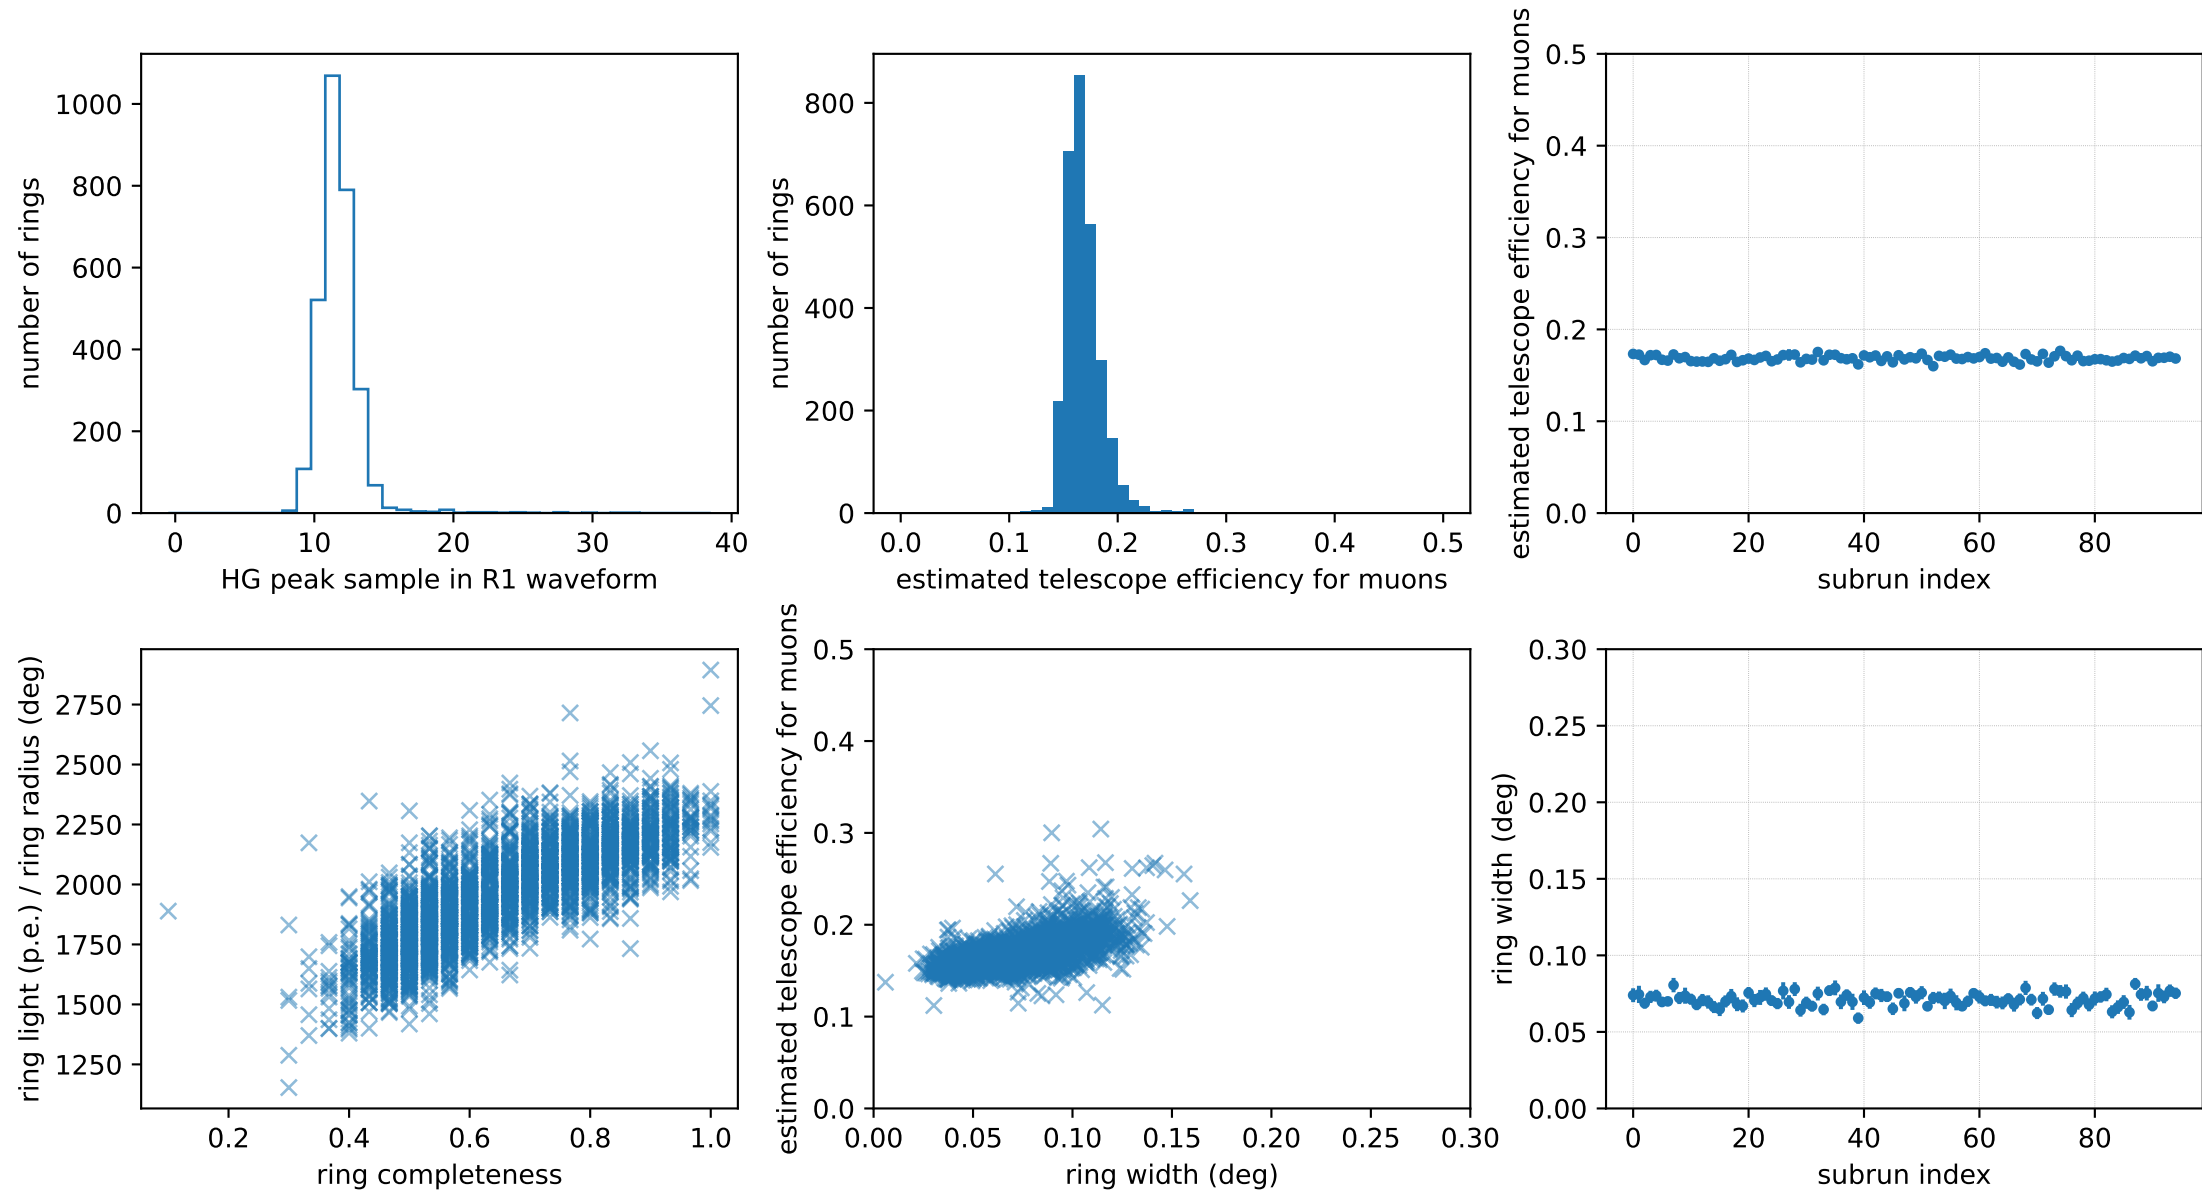 number of rings
1000
800
600
400
200
0
0 10 20 30 40
HG peak sample in R1 waveform
number of rings
800
600
400
200
0
0.0 0.1 0.2 0.3 0.4 0.5
estimated telescope efficiency for muons
estimated telescope efficiency for muons
0.5
0.4
0.3
0.2
0.1
0.0
0 20 40 60 80
subrun index
ring light (p.e.) / ring radius (deg)
2750
2500
2250
2000
1750
1500
1250
0.2 0.4 0.6 0.8 1.0
ring completeness
estimated telescope efficiency for muons
0.5
0.4
0.3
0.2
0.1
0.0
0.00 0.05 0.10 0.15 0.20 0.25 0.30
ring width (deg)
ring width (deg)
0.30
0.25
0.20
0.15
0.10
0.05
0.00
0 20 40 60 80
subrun index